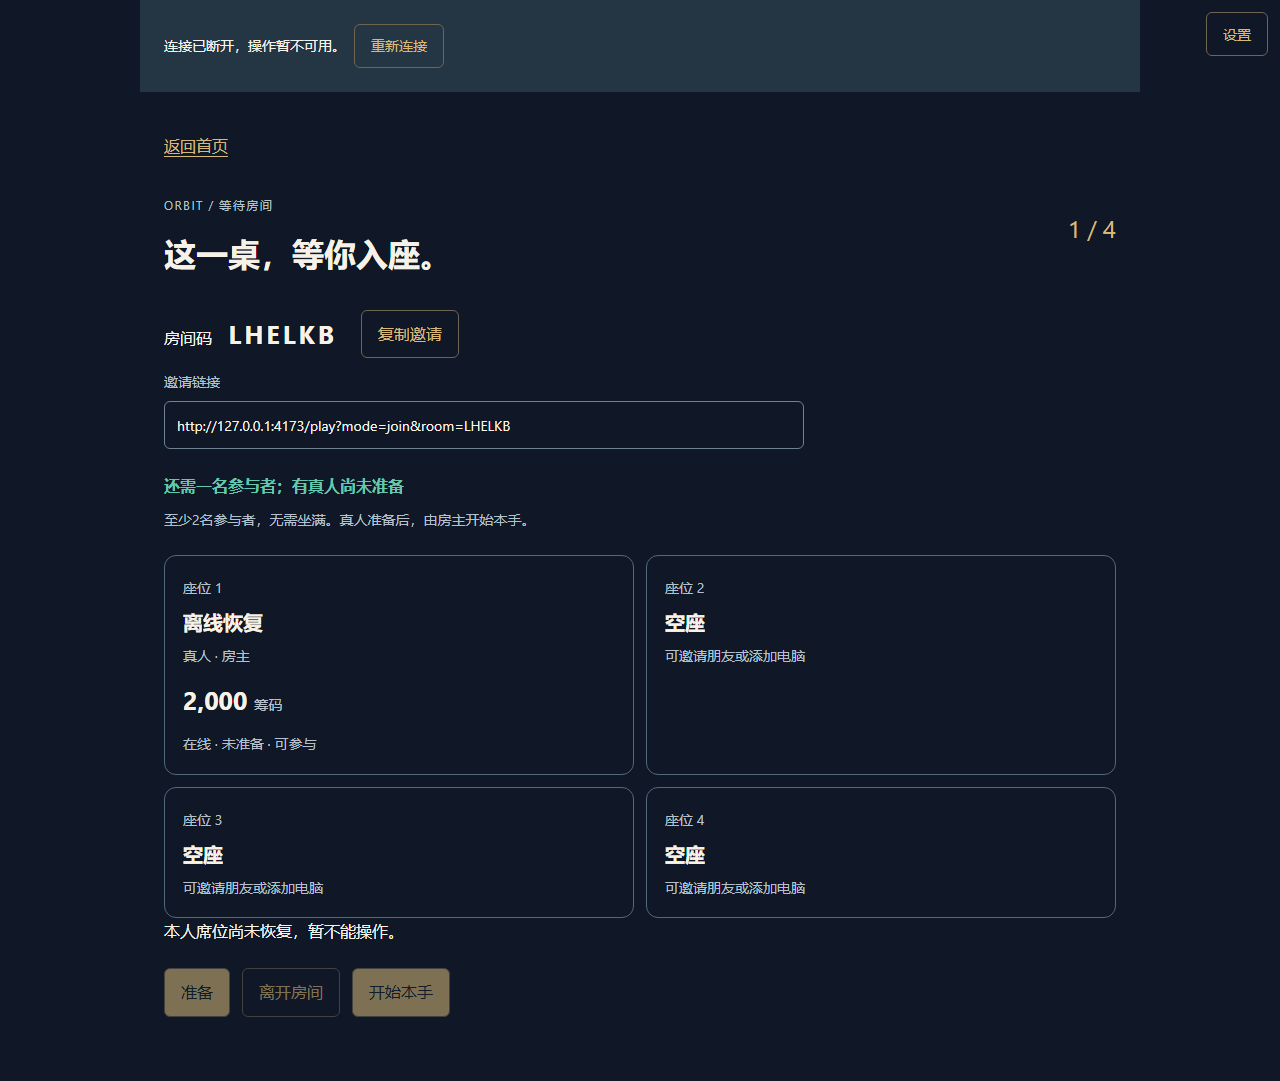 连接已断开，操作暂不可用。 重新连接
设置
返回首页
ORBIT / 等待房间
这一桌，等你入座。
1 / 4
房间码 LHELKB 复制邀请
邀请链接
http://127.0.0.1:4173/play?mode=join&room=LHELKB
还需一名参与者；有真人尚未准备
至少2名参与者，无需坐满。真人准备后，由房主开始本手。
座位 1
离线恢复
真人 · 房主
2,000 筹码
在线 · 未准备 · 可参与
座位 2
空座
可邀请朋友或添加电脑
座位 3
空座
可邀请朋友或添加电脑
座位 4
空座
可邀请朋友或添加电脑
本人席位尚未恢复，暂不能操作。
准备 离开房间 开始本手